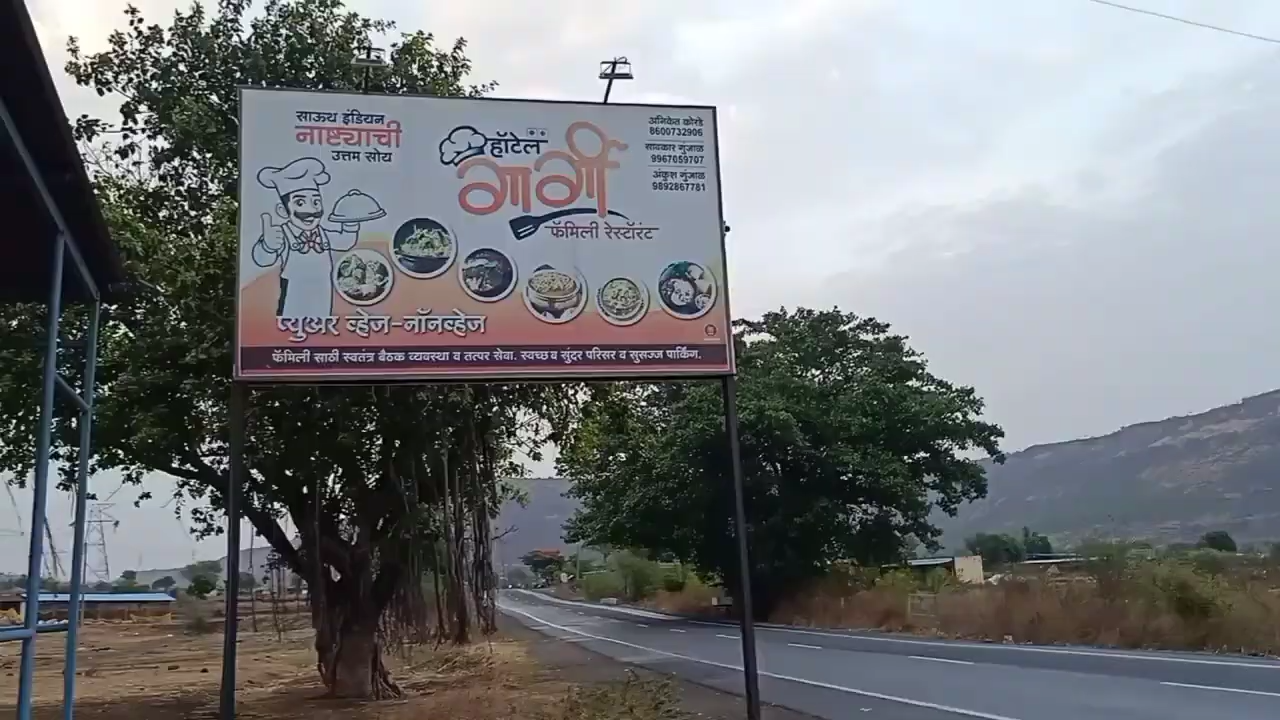 साऊथ इंडियन
नाष्ट्याची
उत्तम सोय
हॉटेल
गार्गी
फॅमिली रेस्टॉरंट
अनिकेत कोरडे
8600732906
सावकार गुंजाळ
9967059707
अंकुश गुंजाळ
9892867781
प्युअर व्हेज-नॉनव्हेज
फॅमिली साठी स्वतंत्र बैठक व्यवस्था व तत्पर सेवा. स्वच्छ व सुंदर परिसर व सुसज्ज पार्किंग.